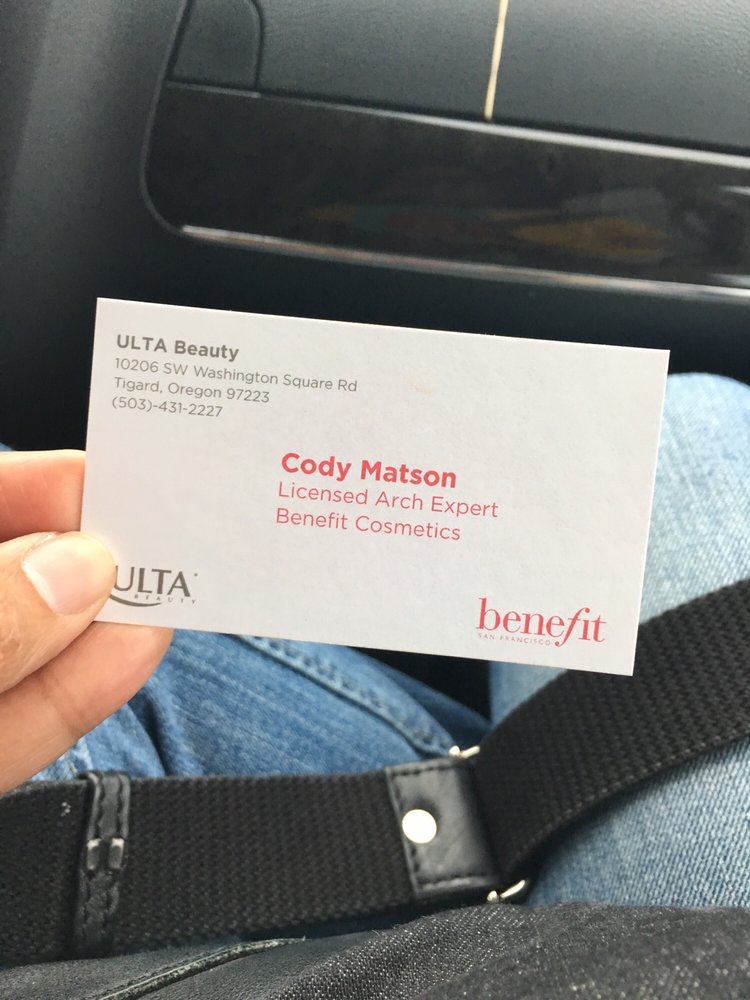 ULTA Beauty
10206 SW Washington Square Rd
Tigard, Oregon 97223
(503)-431-2227
Cody Matson
Licensed Arch Expert
Benefit Cosmetics
ULTA
BEAUTY
benefit
SAN FRANCISCO